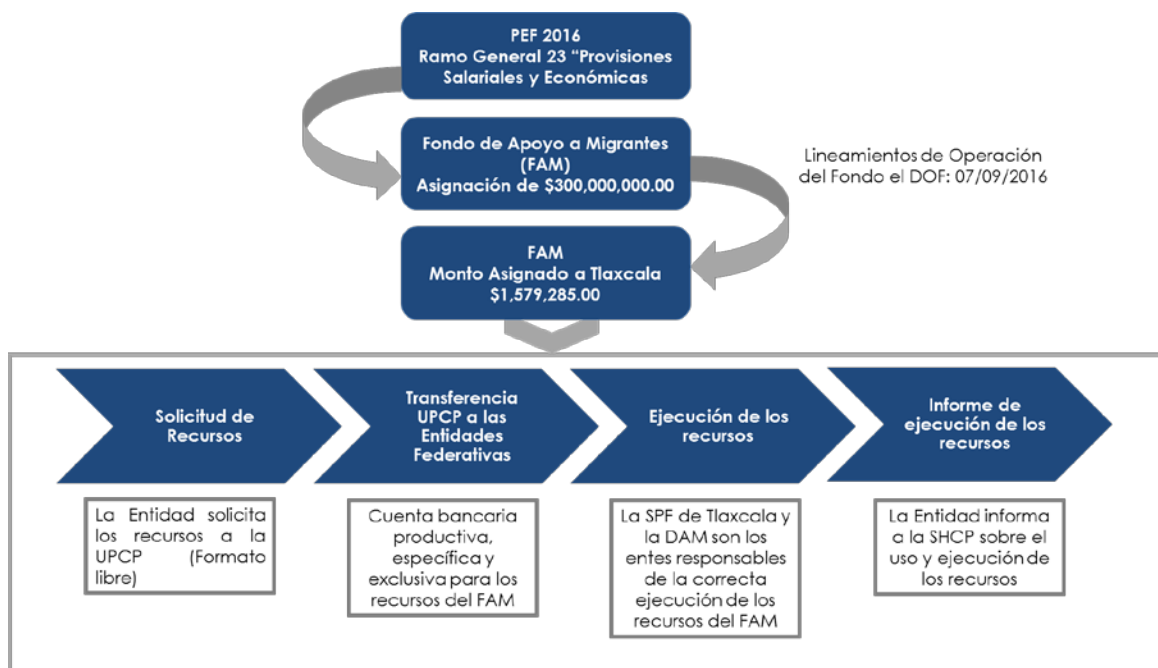 PEF 2016
Ramo General 23 “Provisiones
Salariales y Económicas
Fondo de Apoyo a Migrantes
(FAM)
Asignación de $300,000,000.00
Lineamientos de Operación
del Fondo el DOF: 07/09/2016
FAM
Monto Asignado a Tlaxcala
$1,579,285.00
Solicitud de
Recursos
Transferencia
UPCP a las
Entidades
Federativas
Ejecución de los
recursos
Informe de
ejecución de los
recursos
La Entidad solicita
los recursos a la
UPCP (Formato
libre)
Cuenta bancaria
productiva,
específica y
exclusiva para los
recursos del FAM
La SPF de Tlaxcala y
la DAM son los
entes responsables
de la correcta
ejecución de los
recursos del FAM
La Entidad informa
a la SHCP sobre el
uso y ejecución de
los recursos